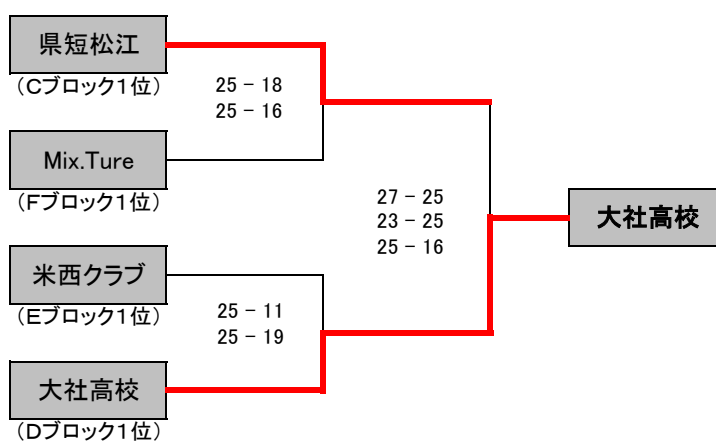 県短松江
(Cブロック1位)
25 - 18
25 - 16
Mix.Ture
(Fブロック1位)
27 - 25
23 - 25
25 - 16
大社高校
米西クラブ
(Eブロック1位)
25 - 11
25 - 19
大社高校
(Dブロック1位)